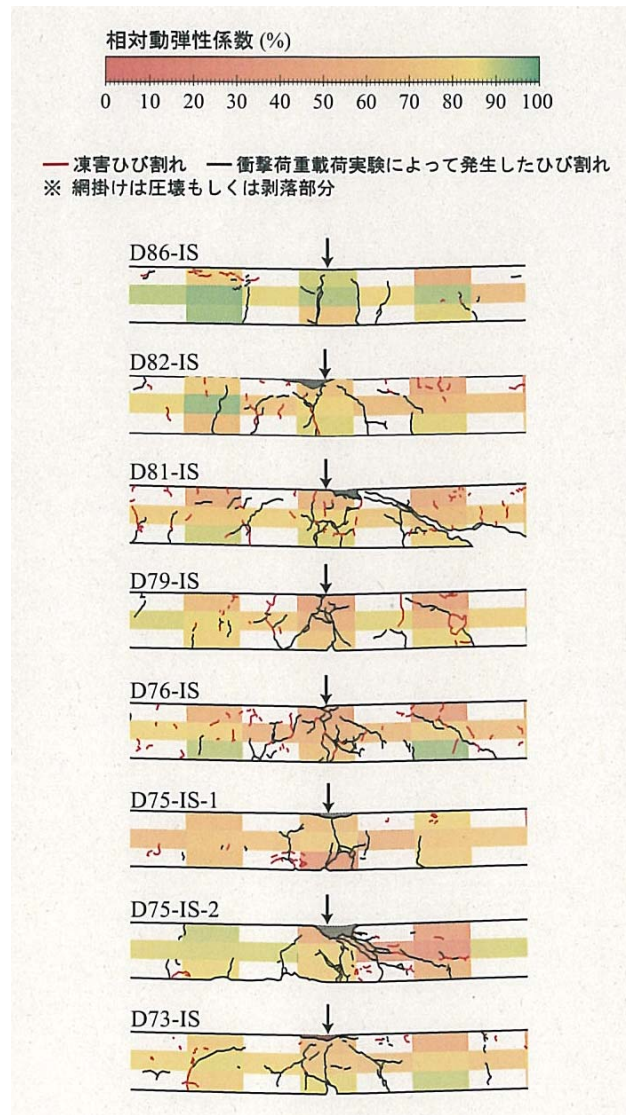 相対動弾性係数 (%)
0 10 20 30 40 50 60 70 80 90 100
凍害ひび割れ 衝撃荷重載荷実験によって発生したひび割れ
※ 網掛けは圧壊もしくは剥落部分
D86-IS
D82-IS
D81-IS
D79-IS
D76-IS
D75-IS-1
D75-IS-2
D73-IS